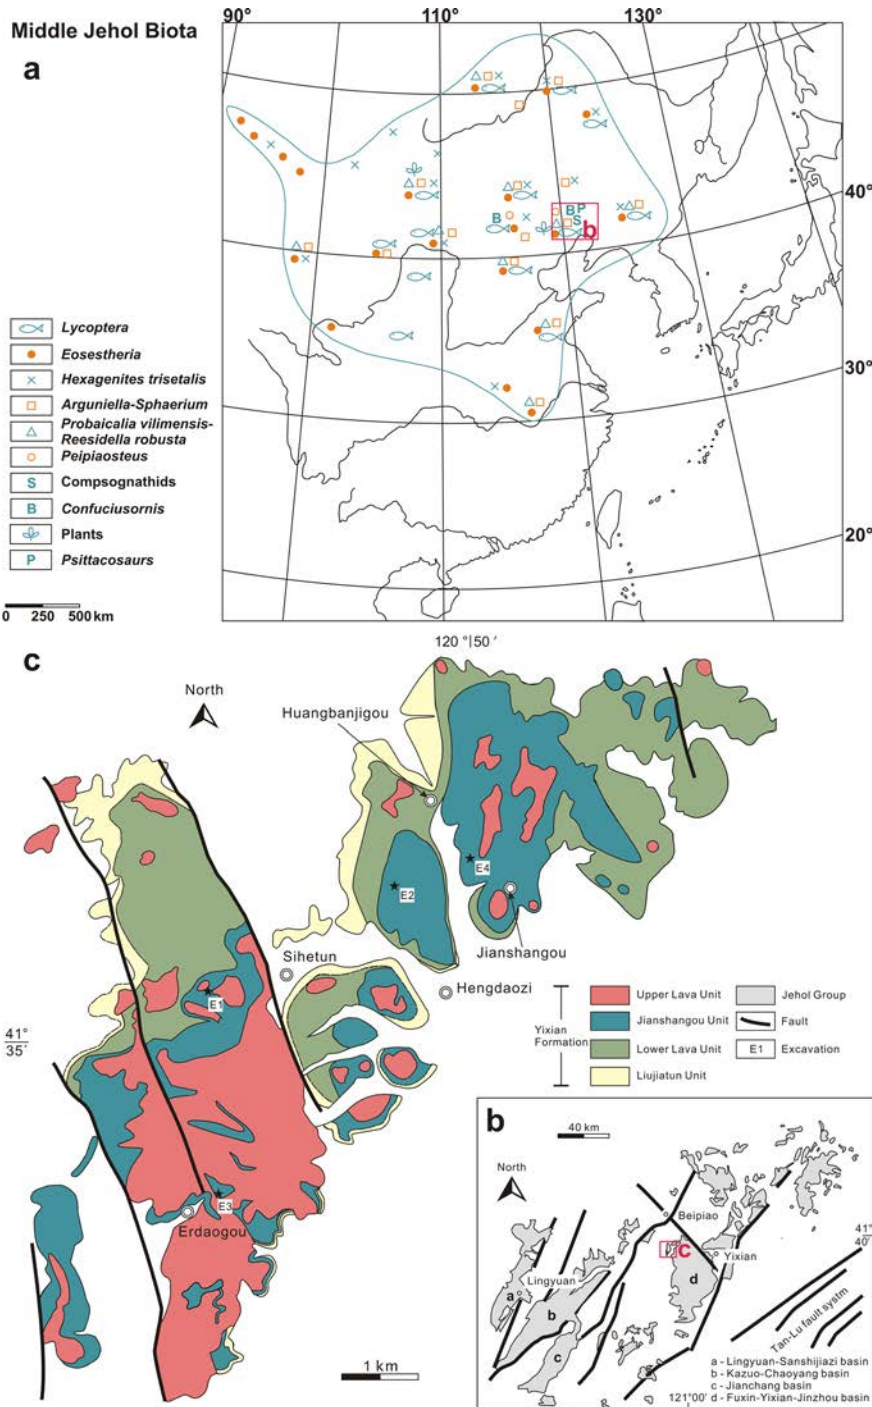 Middle Jehol Biota
90°
110°
130°
a
40°
B P
B
S
b
30°
20°
Lycoptera
Eosestheria
Hexagenites trisetalis
Arguniella-Sphaerium
Probaicalia vilimensis-
Reesidella robusta
Peipiaosteus
S Compsognathids
B Confuciusornis
Plants
P Psittacosaurs
0 250 500 km
c
120°|50′
North
Huangbanjigou
E4
E2
Jianshangou
Sihetun
E1
Hengdaozi
41°
35′
Yixian
Formation
Upper Lava Unit
Jianshangou Unit
Lower Lava Unit
Liujiatun Unit
Jehol Group
Fault
E1 Excavation
E3
Erdaogou
1 km
b
40 km
North
Beipiao
41°
40′
c
Yixian
Lingyuan
a
b
c
d
Tan-Lu fault systm
a - Lingyuan-Sanshijiazi basin
b - Kazuo-Chaoyang basin
c - Jianchang basin
121°00′ d - Fuxin-Yixian-Jinzhou basin